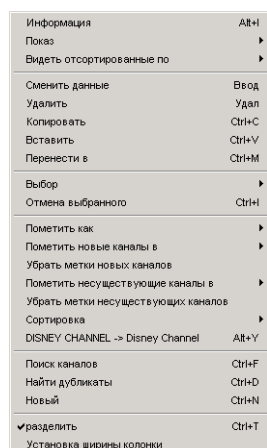 Информация Alt+I
Показ
Видеть отсортированные по
Сменить данные Ввод
Удалить Удал
Копировать Ctrl+C
Вставить Ctrl+V
Перенести в Ctrl+M
Выбор
Отмена выбранного Ctrl+I
Пометить как
Пометить новые каналы в
Убрать метки новых каналов
Пометить несуществующие каналы в
Убрать метки несуществующих каналов
Сортировка
DISNEY CHANNEL -> Disney Channel Alt+Y
Поиск каналов Ctrl+F
Найти дубликаты Ctrl+D
Новый Ctrl+N
разделить Ctrl+T
Установка ширины колонки